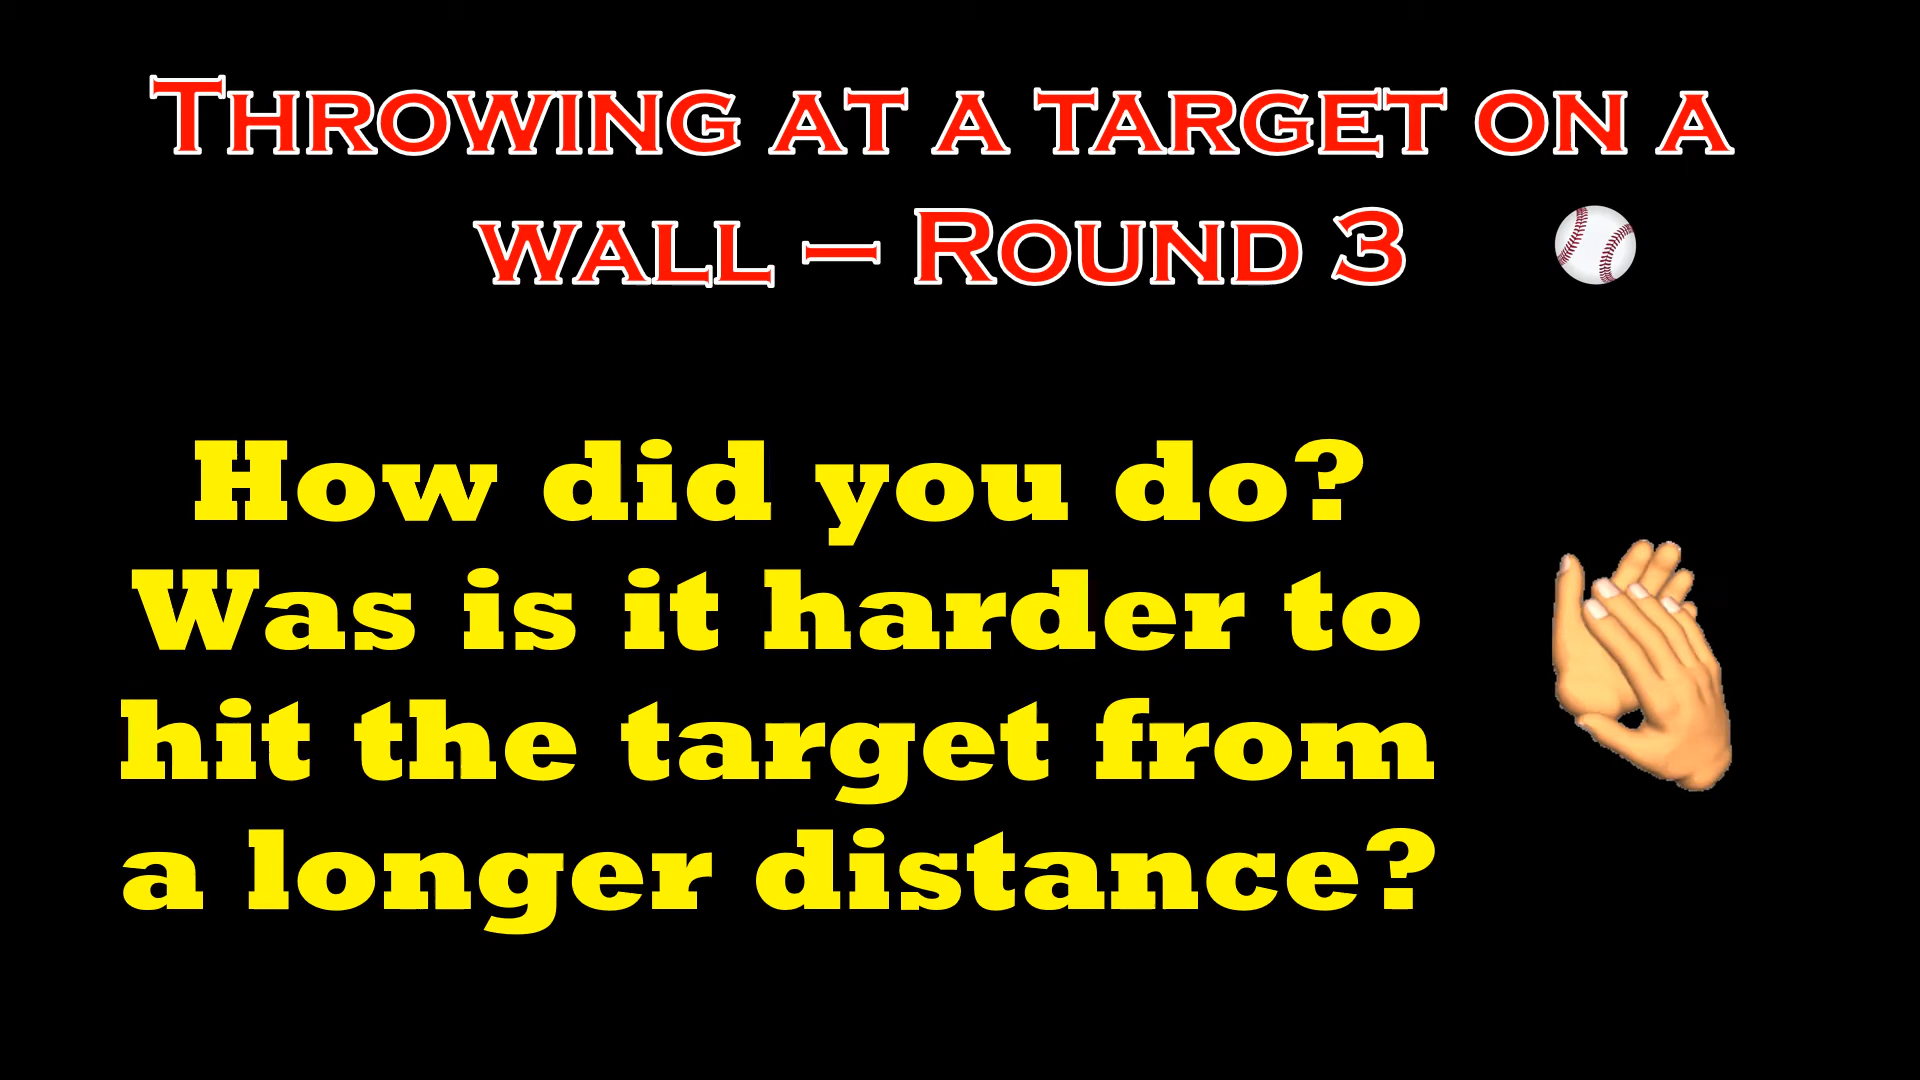 Throwing at a target on a
wall – Round 3
How did you do?
Was is it harder to
hit the target from
a longer distance?